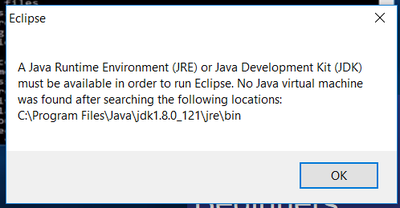 files
Eclipse
A Java Runtime Environment (JRE) or Java Development Kit (JDK)
must be available in order to run Eclipse. No Java virtual machine
was found after searching the following locations:
C:\Program Files\Java\jdk1.8.0_121\jre\bin
OK
Beginners